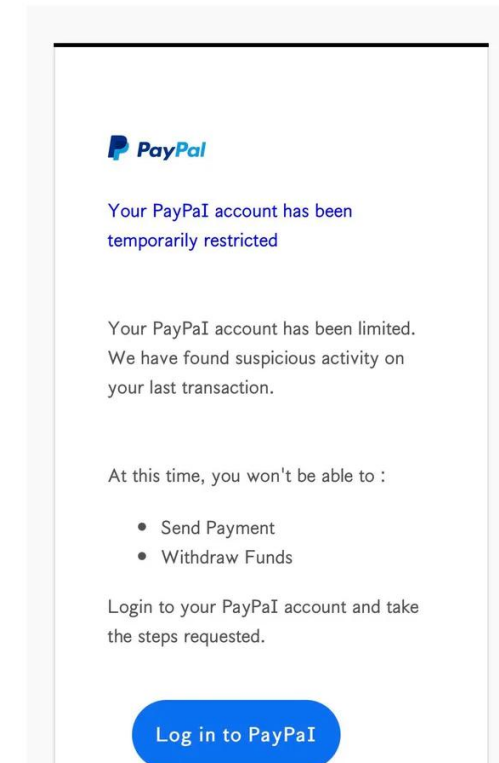 PayPal
Your PayPaI account has been
temporarily restricted
Your PayPaI account has been limited.
We have found suspicious activity on
your last transaction.
At this time, you won't be able to :
• Send Payment
• Withdraw Funds
Login to your PayPaI account and take
the steps requested.
Log in to PayPaI